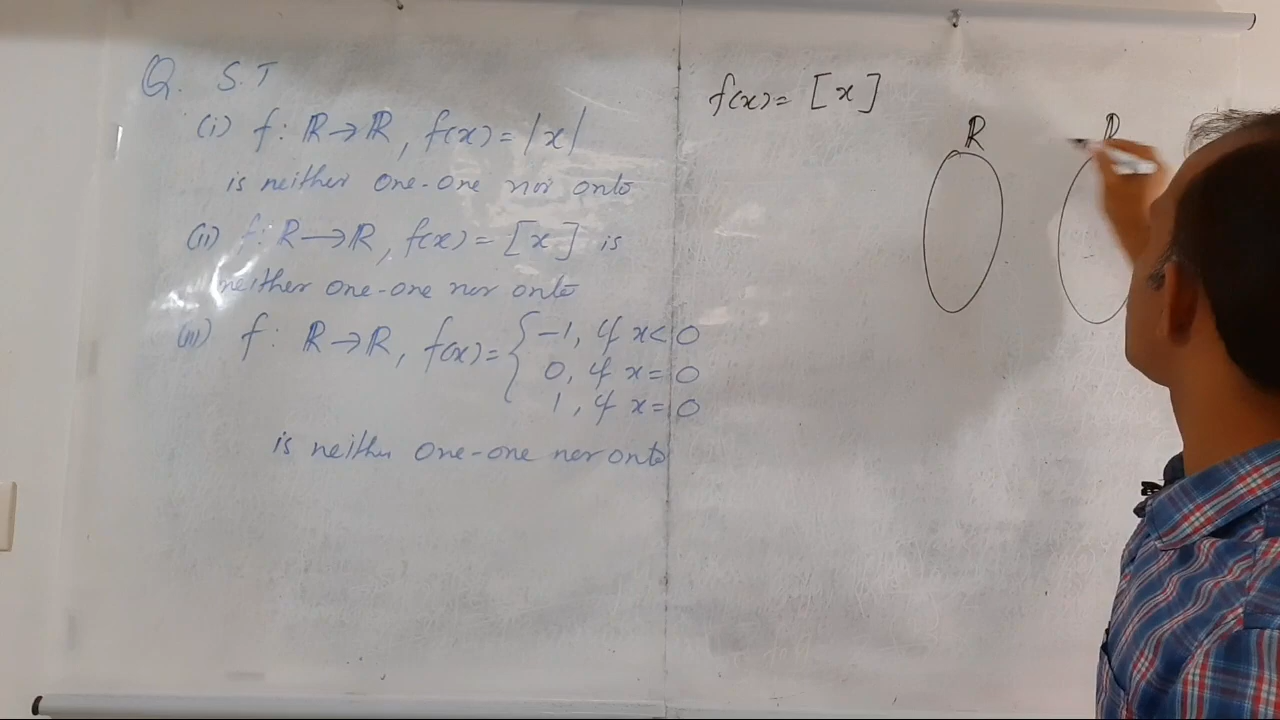 Q. S.T
(i) f: ℝ→ℝ, f(x)=|x|
is neither one-one nor onto
(ii) f: ℝ→ℝ, f(x)=[x] is
neither one-one nor onto
(iii) f: ℝ→ℝ, f(x)={-1, if x<0
0, if x=0
1, if x=0
is neither one-one nor onto
f(x)=[x]
ℝ ℝ